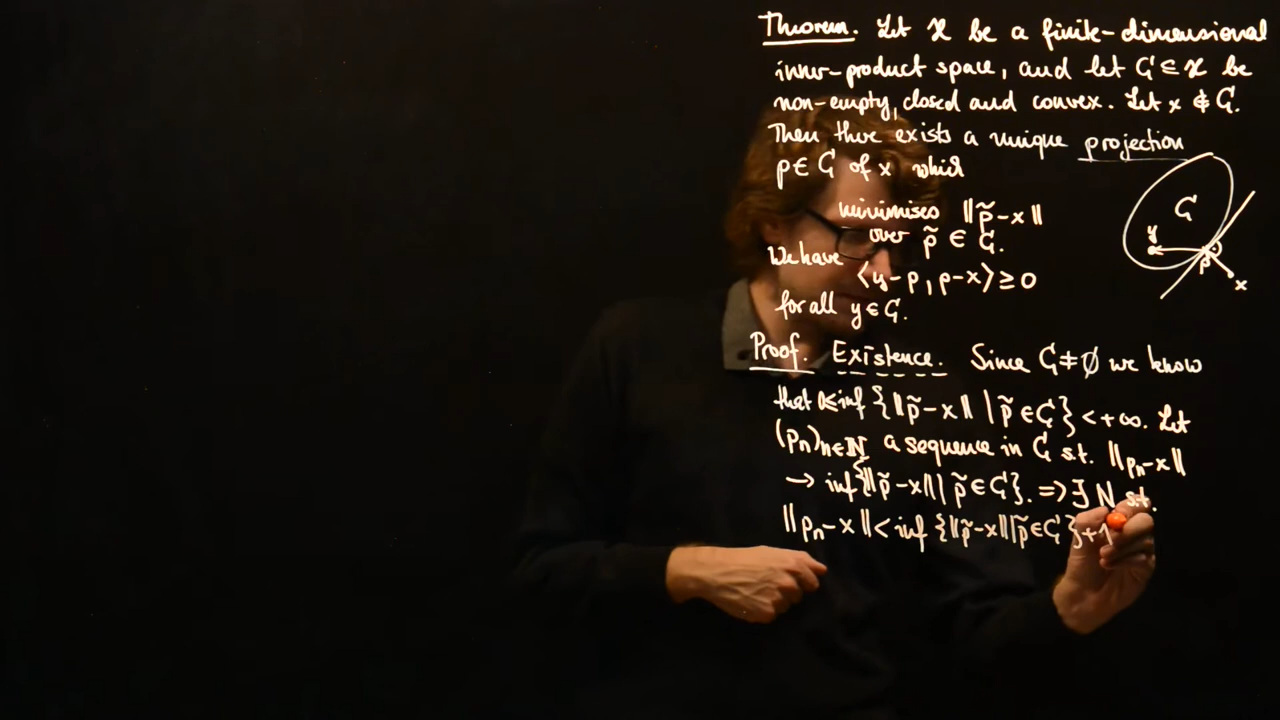 Theorem. Let ℋ be a finite-dimensional
inner-product space, and let C ⊆ ℋ be
non-empty, closed and convex. Let x ∉ C.
Then there exists a unique projection
p ∈ C of x which
minimises ‖p̃-x‖
over p̃ ∈ C.
We have
⟨y-p, p-x⟩ ≥ 0
for all y ∈ C.
C
y
p
x
Proof. Existence. Since C ≠ ∅ we know
that 0≤inf {‖p̃-x‖ | p̃ ∈ C} < +∞. Let
(pₙ)ₙ∈ℕ a sequence in C s.t. ‖pₙ-x‖
→ inf{‖p̃-x‖ | p̃ ∈ C}. ⇒ ∃ N s.t.
‖pₙ-x‖ < inf {‖p̃-x‖ | p̃ ∈ C}+1